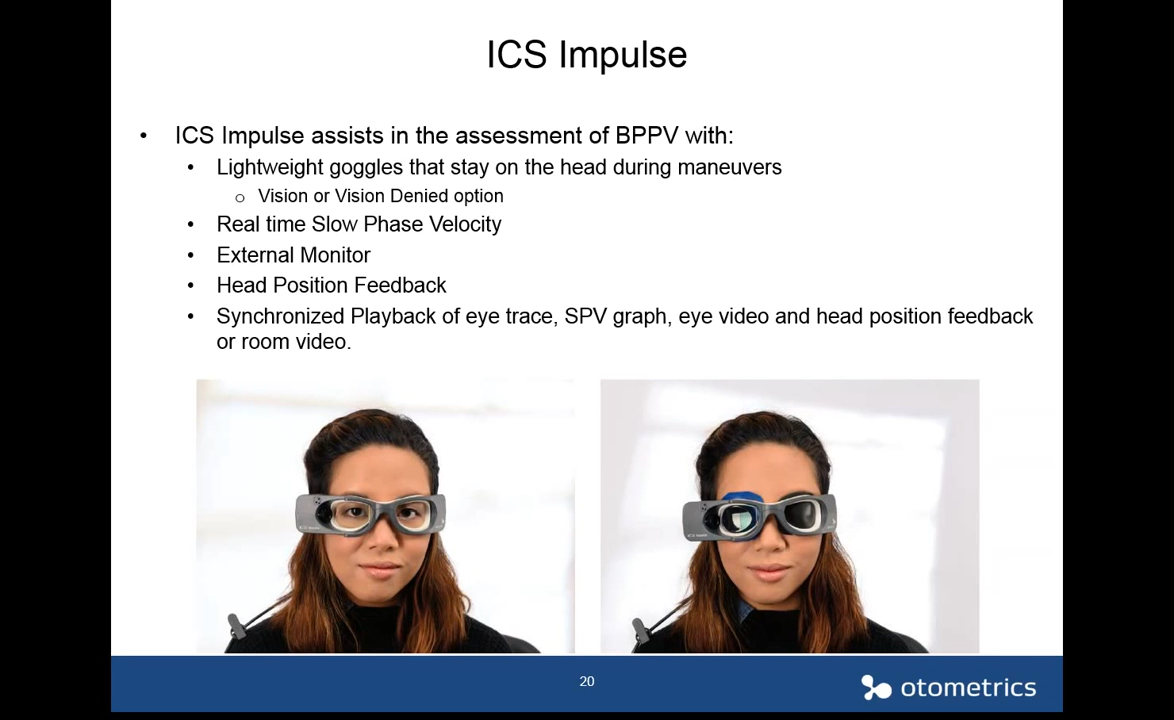 ICS Impulse
• ICS Impulse assists in the assessment of BPPV with:
• Lightweight goggles that stay on the head during maneuvers
o Vision or Vision Denied option
• Real time Slow Phase Velocity
• External Monitor
• Head Position Feedback
• Synchronized Playback of eye trace, SPV graph, eye video and head position feedback
or room video.
20
otometrics